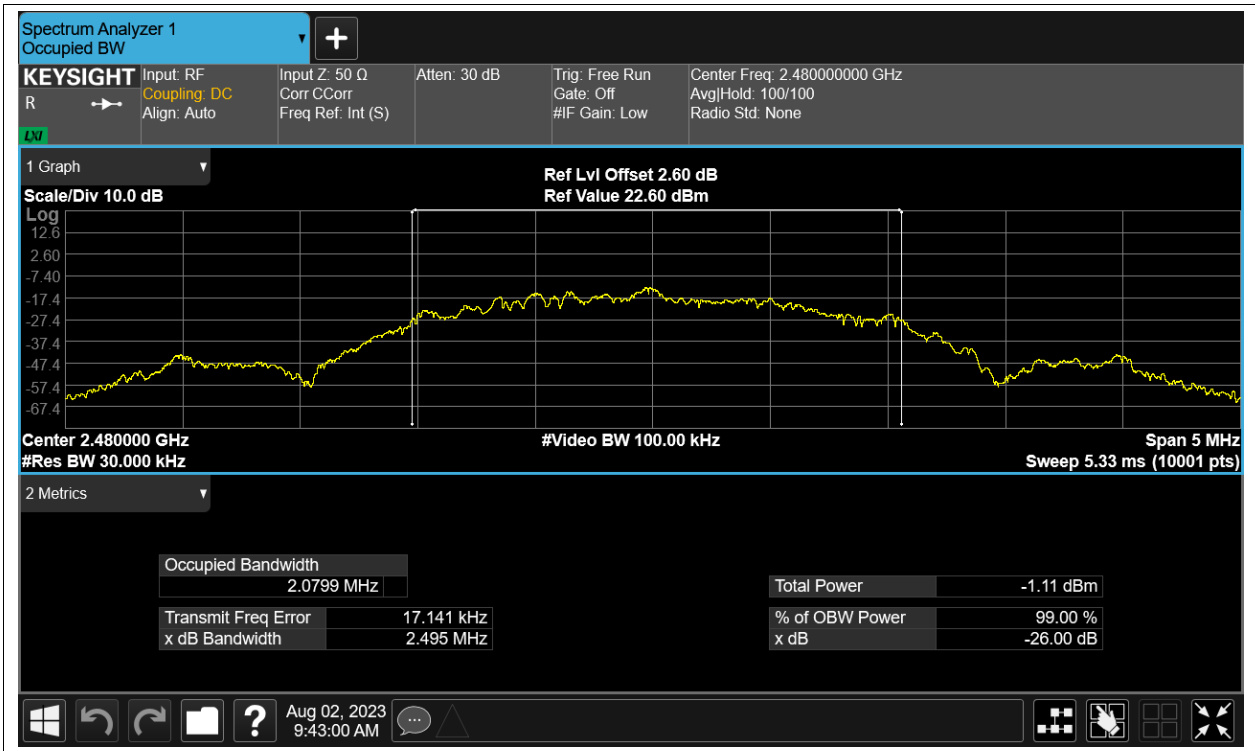 Spectrum Analyzer 1
Occupied BW
KEYSIGHT
R
LXI
Input: RF
Coupling: DC
Align: Auto
Input Z: 50 Ω
Corr CCorr
Freq Ref: Int (S)
Atten: 30 dB
Trig: Free Run
Gate: Off
#IF Gain: Low
Center Freq: 2.480000000 GHz
Avg|Hold: 100/100
Radio Std: None
1 Graph
Scale/Div 10.0 dB
Ref Lvl Offset 2.60 dB
Ref Value 22.60 dBm
Log
12.6
2.60
-7.40
-17.4
-27.4
-37.4
-47.4
-57.4
-67.4
Center 2.480000 GHz
#Res BW 30.000 kHz
#Video BW 100.00 kHz
Span 5 MHz
Sweep 5.33 ms (10001 pts)
2 Metrics
Occupied Bandwidth
2.0799 MHz
Transmit Freq Error 17.141 kHz
x dB Bandwidth 2.495 MHz
Total Power -1.11 dBm
% of OBW Power 99.00 %
x dB -26.00 dB
?
Aug 02, 2023
9:43:00 AM